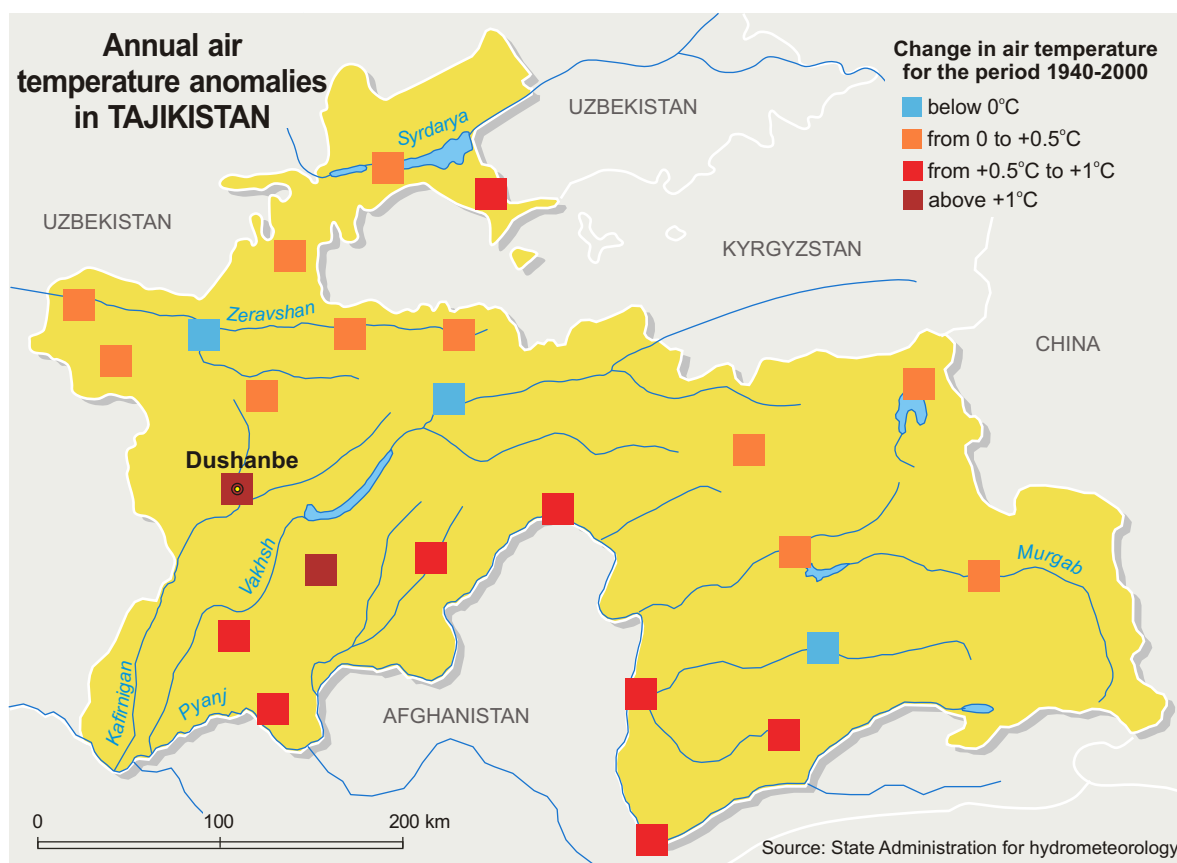 Annual air
temperature anomalies
in TAJIKISTAN
Change in air temperature
for the period 1940-2000
below 0°C
from 0 to +0.5°C
from +0.5°C to +1°C
above +1°C
UZBEKISTAN
Syrdarya
UZBEKISTAN
KYRGYZSTAN
Zeravshan
CHINA
Dushanbe
Vakhsh
Murgab
Kafirnigan
Pyanj
AFGHANISTAN
0 100 200 km
Source: State Administration for hydrometeorology